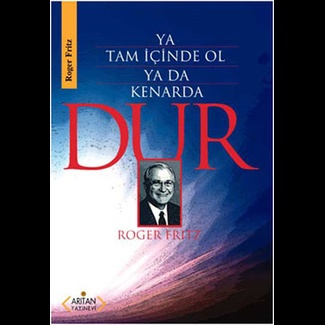 Roger Fritz
YA
TAM İÇİNDE OL
YA DA
KENARDA
DUR
ROGER FRITZ
ARITAN
YAYINEVİ